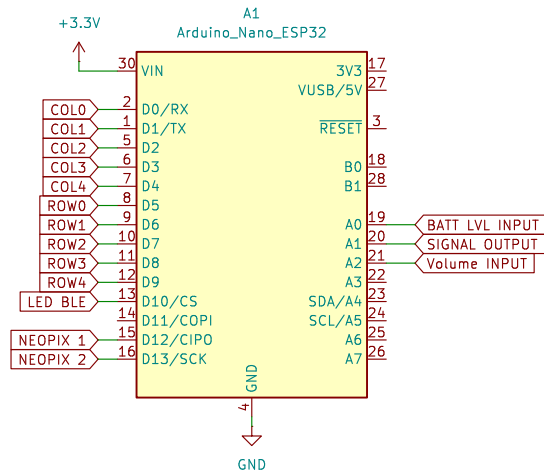 A1
Arduino_Nano_ESP32
+3.3V
30 VIN 3V3 17
VUSB/5V 27
COL0 2 D0/RX
COL1 1 D1/TX RESET 3
COL2 5 D2
COL3 6 D3 B0 18
COL4 7 D4 B1 28
ROW0 8 D5
ROW1 9 D6 A0 19 BATT LVL INPUT
ROW2 10 D7 A1 20 SIGNAL OUTPUT
ROW3 11 D8 A2 21 Volume INPUT
ROW4 12 D9 A3 22
LED BLE 13 D10/CS SDA/A4 23
14 D11/COPI SCL/A5 24
NEOPIX 1 15 D12/CIPO A6 25
NEOPIX 2 16 D13/SCK A7 26
GND
4
GND